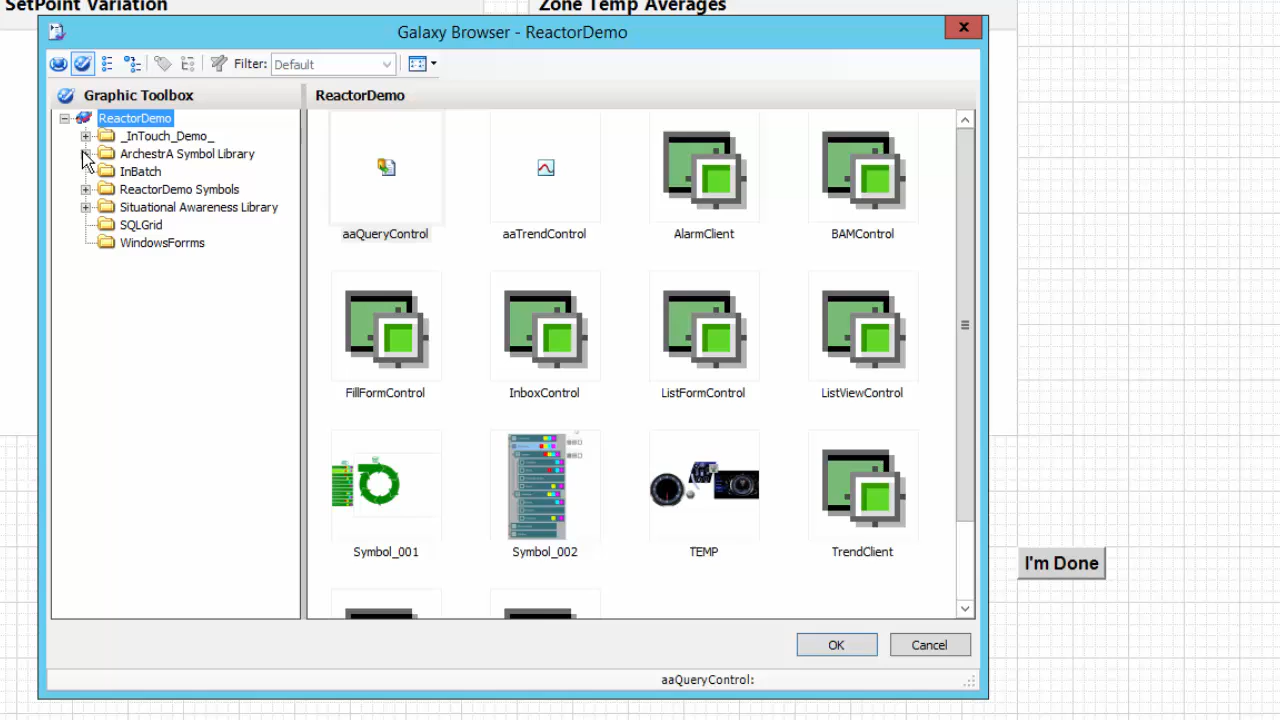 SetPoint Variation
Zone Temp Averages
Galaxy Browser - ReactorDemo
Filter:
Default
Graphic Toolbox
ReactorDemo
ReactorDemo
_InTouch_Demo_
ArchestrA Symbol Library
InBatch
ReactorDemo Symbols
Situational Awareness Library
SQLGrid
WindowsForrms
aaQueryControl
aaTrendControl
AlarmClient
BAMControl
FillFormControl
InboxControl
ListFormControl
ListViewControl
Symbol_001
Symbol_002
TEMP
TrendClient
I'm Done
OK
Cancel
aaQueryControl: